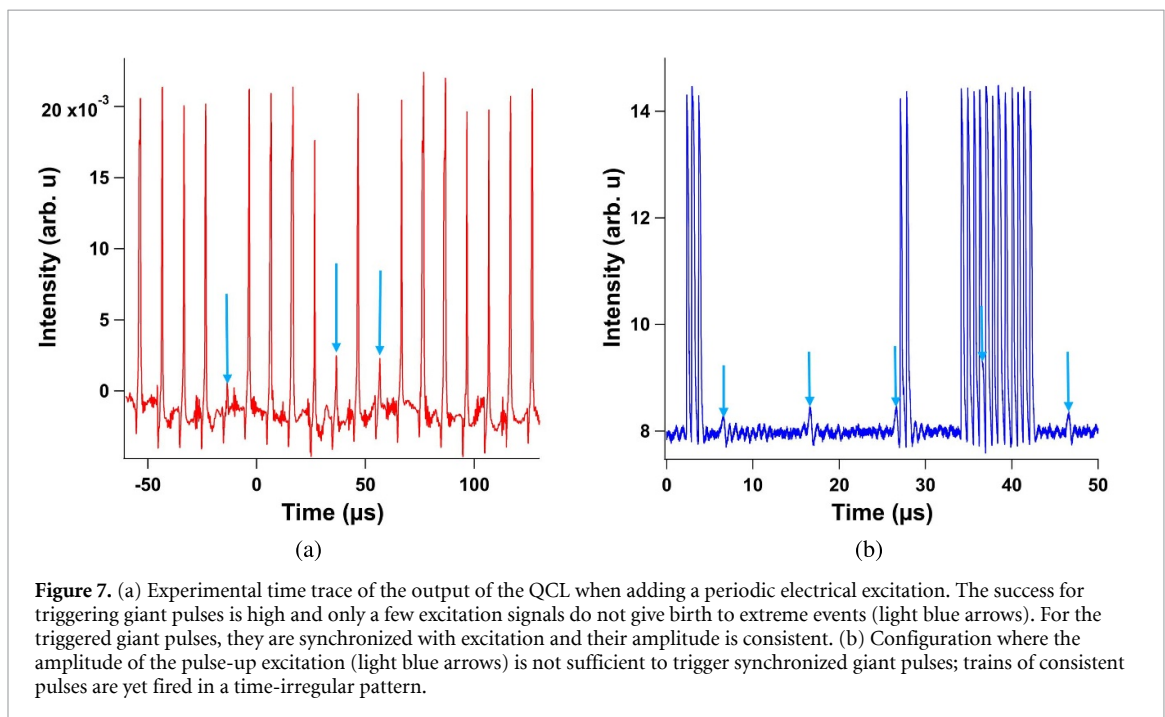 20 x10-3
15
10
5
0
Intensity (arb. u)
-50 0 50 100
Time (µs)
(a)
14
12
10
8
Intensity (arb. u)
0 10 20 30 40 50
Time (µs)
(b)
Figure 7. (a) Experimental time trace of the output of the QCL when adding a periodic electrical excitation. The success for
triggering giant pulses is high and only a few excitation signals do not give birth to extreme events (light blue arrows). For the
triggered giant pulses, they are synchronized with excitation and their amplitude is consistent. (b) Configuration where the
amplitude of the pulse-up excitation (light blue arrows) is not sufficient to trigger synchronized giant pulses; trains of consistent
pulses are yet fired in a time-irregular pattern.